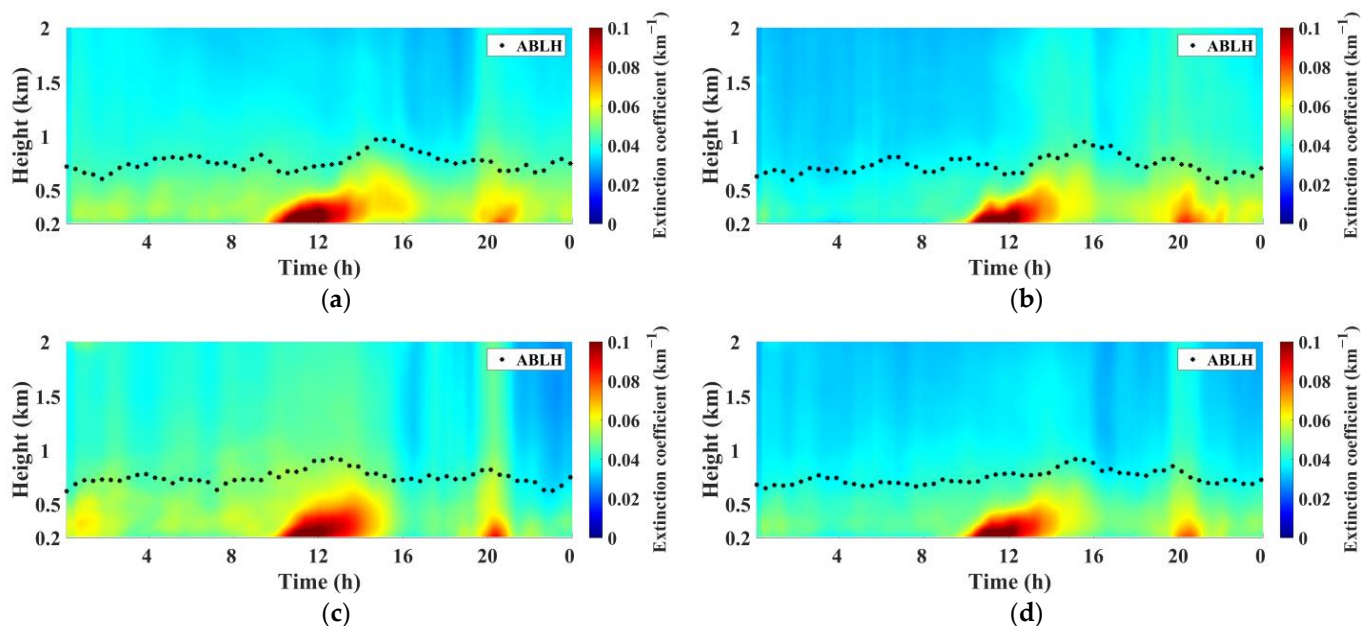 2
1.5
1
0.5
0.2
Height (km)
4 8 12 16 20 0
Time (h)
• ABLH
0.1
0.08
0.06
0.04
0.02
0
Extinction coefficient (km⁻¹)
(a)
2
1.5
1
0.5
0.2
Height (km)
4 8 12 16 20 0
Time (h)
• ABLH
0.1
0.08
0.06
0.04
0.02
0
Extinction coefficient (km⁻¹)
(b)
2
1.5
1
0.5
0.2
Height (km)
4 8 12 16 20 0
Time (h)
• ABLH
0.1
0.08
0.06
0.04
0.02
0
Extinction coefficient (km⁻¹)
(c)
2
1.5
1
0.5
0.2
Height (km)
4 8 12 16 20 0
Time (h)
• ABLH
0.1
0.08
0.06
0.04
0.02
0
Extinction coefficient (km⁻¹)
(d)